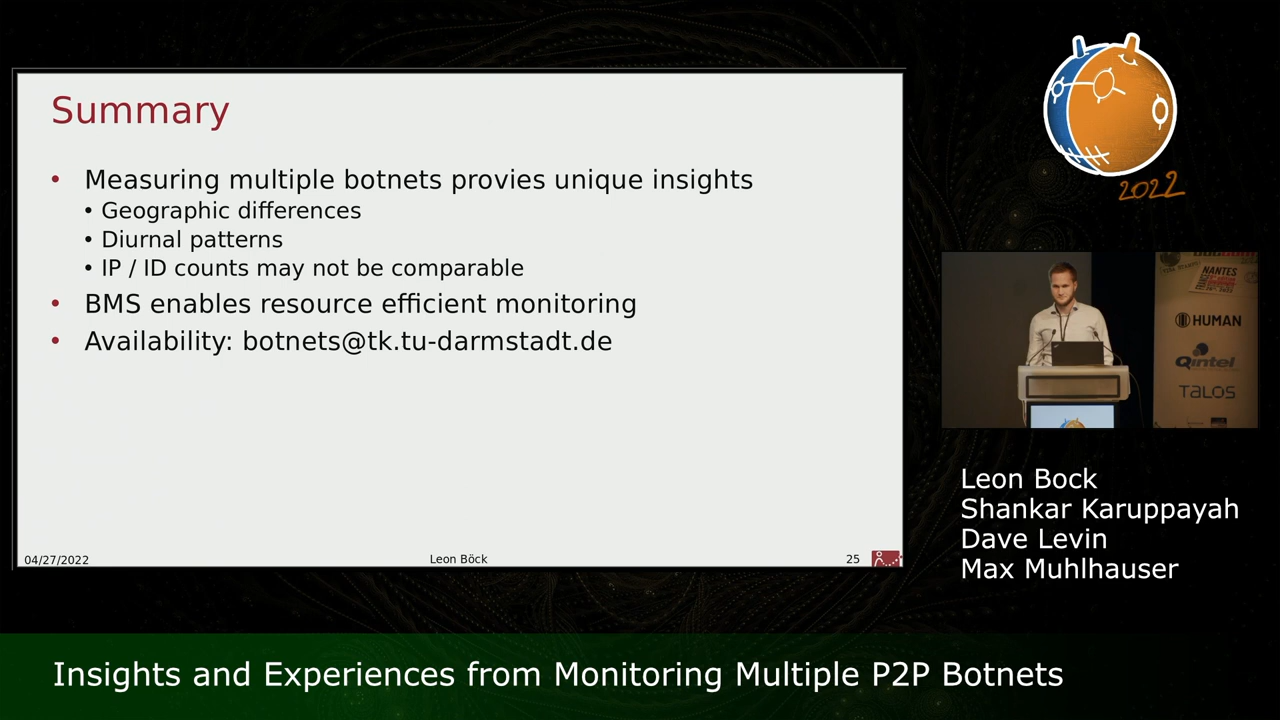 Summary
• Measuring multiple botnets provies unique insights
• Geographic differences
• Diurnal patterns
• IP / ID counts may not be comparable
• BMS enables resource efficient monitoring
• Availability: botnets@tk.tu-darmstadt.de
04/27/2022
Leon Böck
25
2022
NANTES
HUMAN
Qintel
TALOS
Leon Bock
Shankar Karuppayah
Dave Levin
Max Muhlhauser
Insights and Experiences from Monitoring Multiple P2P Botnets